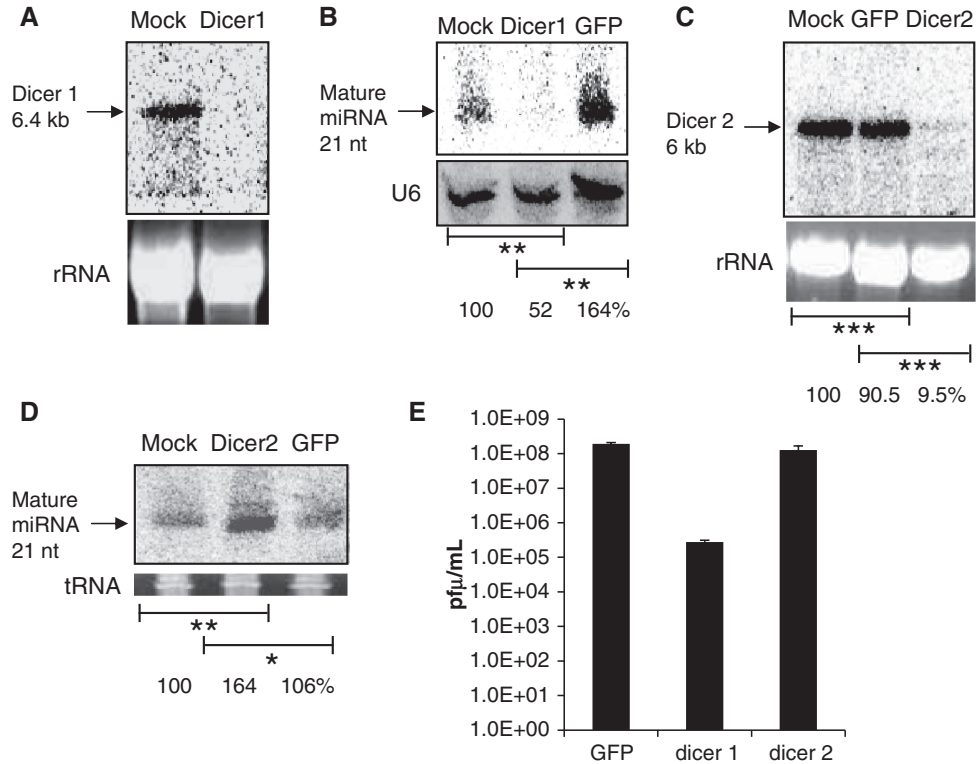 A
Mock Dicer1
Dicer 1
6.4 kb
rRNA
B
Mock Dicer1 GFP
Mature
miRNA
21 nt
U6
**
**
100 52 164%
C
Mock GFP Dicer2
Dicer 2
6 kb
rRNA
***
***
100 90.5 9.5%
D
Mock Dicer2 GFP
Mature
miRNA
21 nt
tRNA
**
*
100 164 106%
E
pfμ/mL
1.0E+09
1.0E+08
1.0E+07
1.0E+06
1.0E+05
1.0E+04
1.0E+03
1.0E+02
1.0E+01
1.0E+00
GFP dicer 1 dicer 2